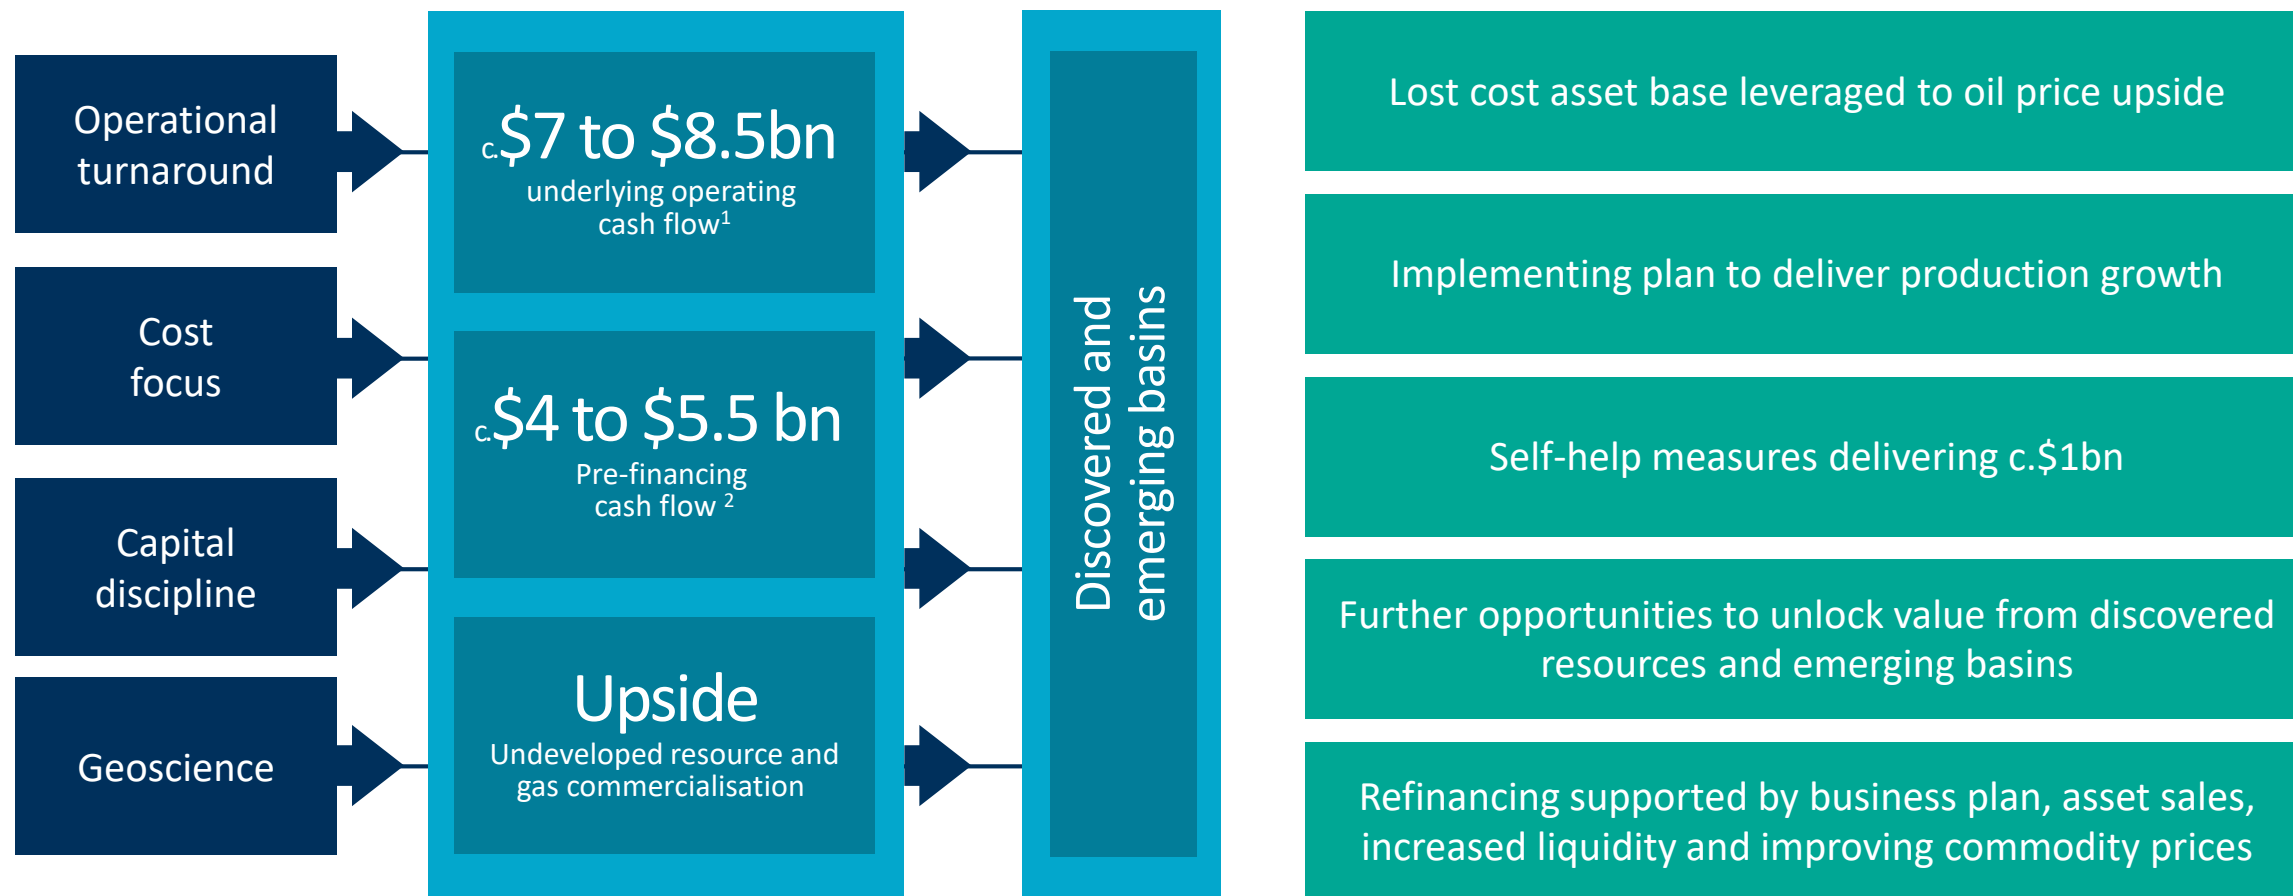 Operational
turnaround
Cost
focus
Capital
discipline
Geoscience
c.$7 to $8.5bn
underlying operating
cash flow1
c.$4 to $5.5 bn
Pre-financing
cash flow 2
Upside
Undeveloped resource and
gas commercialisation
Discovered and
emerging basins
Lost cost asset base leveraged to oil price upside
Implementing plan to deliver production growth
Self-help measures delivering c.$1bn
Further opportunities to unlock value from discovered
resources and emerging basins
Refinancing supported by business plan, asset sales,
increased liquidity and improving commodity prices